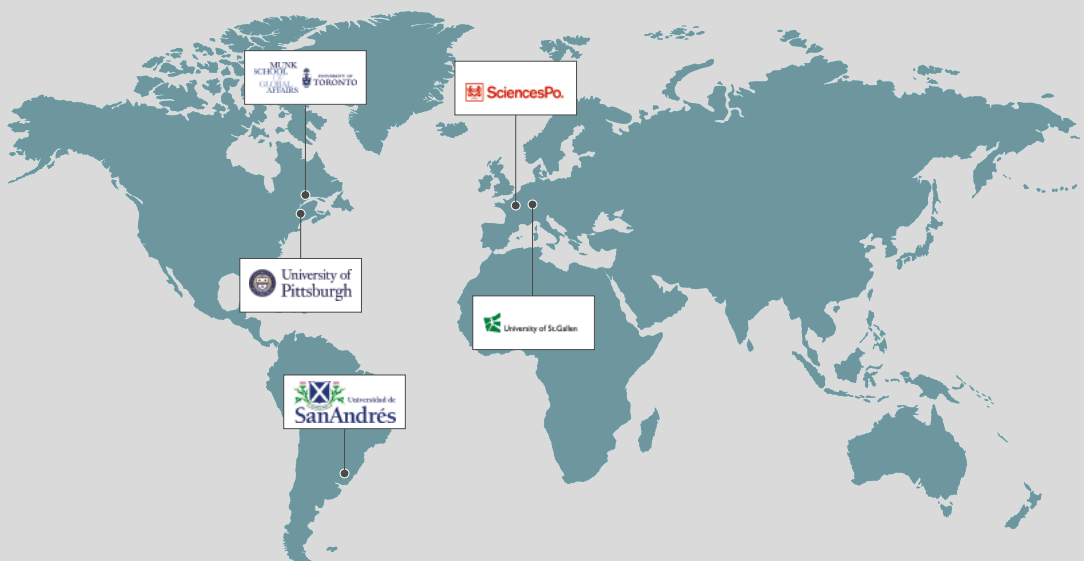 MUNK
SCHOOL
OF
GLOBAL
AFFAIRS
UNIVERSITY OF
TORONTO
SciencesPo.
University of
Pittsburgh
University of St.Gallen
Universidad de
SanAndrés